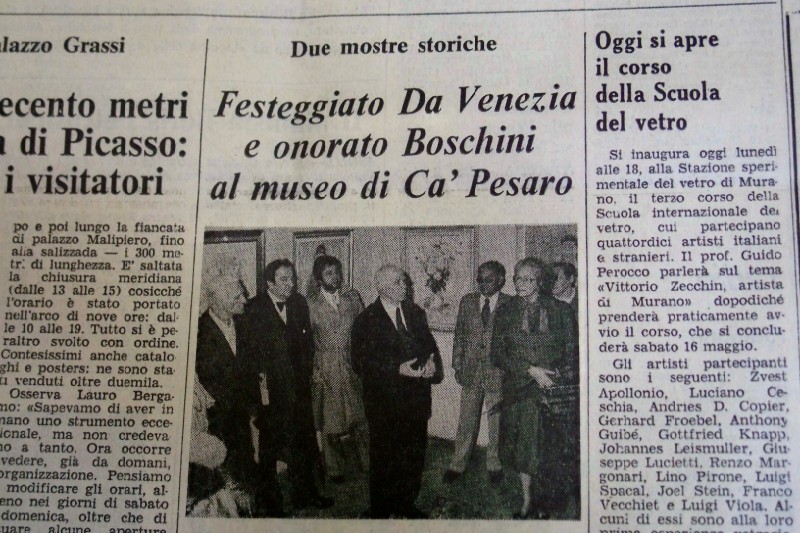 alazzo Grassi
ecento metri
a di Picasso:
i visitatori
po e poi lungo la fiancata
di palazzo Malipiero, fino
alla salizzada — i 300 me-
tri di lunghezza. E' saltata
la chiusura meridiana
(dalle 13 alle 15) cosicché
l'orario è stato portato
nell'arco di nove ore: dal-
le 10 alle 19. Tutto si è pe-
raltro svolto con ordine.
Contesissimi anche catalo
ghi e posters: ne sono sta-
ti venduti oltre duemila.
Osserva Lauro Berga-
mo: «Sapevamo di aver in
mano uno strumento ecce-
zionale, ma non credeva
no a tanto. Ora occorre
vedere, già da domani,
organizzazione. Pensiamo
modificare gli orari, al-
eno nei giorni di sabato
domenica, oltre che di
alcune aperture
Due mostre storiche
Festeggiato Da Venezia
e onorato Boschini
al museo di Ca' Pesaro
Oggi si apre
il corso
della Scuola
del vetro
Si inaugura oggi lunedì
alle 18, alla Stazione speri-
mentale del vetro di Mura-
no, il terzo corso della
Scuola internazionale del
vetro, cui partecipano
quattordici artisti italiani
e stranieri. Il prof. Guido
Perocco parlerà sul tema
«Vittorio Zecchin, artista
di Murano» dopodiché
prenderà praticamente av-
vio il corso, che si conclu-
derà sabato 16 maggio.
Gli artisti partecipanti
sono i seguenti: Zvest
Apollonio, Luciano Ce-
schia, Andries D. Copier,
Gerhard Froebel, Anthony
Guibé, Gottfried Knapp,
Johannes Leismuller, Giu-
seppe Lucietti, Renzo Mar-
gonari, Lino Pirone, Luigi
Spacal, Joel Stein, Franco
Vecchiet e Luigi Viola. Al-
cuni di essi sono alla loro
prima esperienza